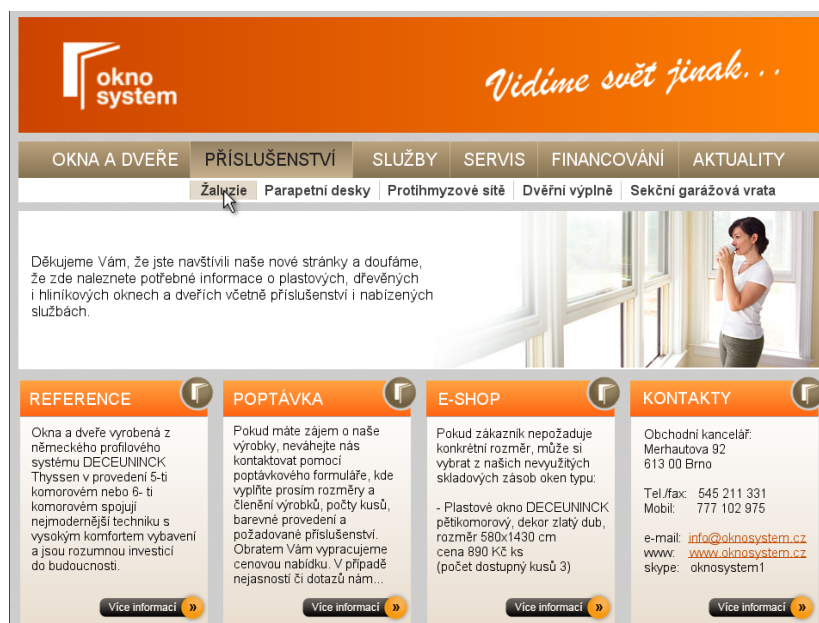 okno
system
Vidíme svět jinak...
OKNA A DVEŘE PŘÍSLUŠENSTVÍ SLUŽBY SERVIS FINANCOVÁNÍ AKTUALITY
Žaluzie Parapetní desky Protihmyzové sítě Dvěřní výplně Sekční garážová vrata
Děkujeme Vám, že jste navštívili naše nové stránky a doufáme,
že zde naleznete potřebné informace o plastových, dřevěných
i hliníkových oknech a dveřích včetně příslušenství i nabízených
službách.
REFERENCE
Okna a dveře vyrobená z
německého profilového
systému DECEUNINCK
Thyssen v provedení 5-ti
komorovém nebo 6- ti
komorovém spojují
nejmodernější techniku s
vysokým komfortem vybavení
a jsou rozumnou investicí
do budoucnosti.
Více informací »
POPTÁVKA
Pokud máte zájem o naše
výrobky, neváhejte nás
kontaktovat pomocí
poptávkového formuláře, kde
vyplňte prosím rozměry a
členění výrobků, počty kusů,
barevné provedení a
požadované příslušenství.
Obratem Vám vypracujeme
cenovou nabídku. V případě
nejasností či dotazů nám...
Více informací »
E-SHOP
Pokud zákazník nepožaduje
konkrétní rozměr, může si
vybrat z našich nevyužitých
skladových zásob oken typu:
- Plastové okno DECEUNINCK
pětikomorový, dekor zlatý dub,
rozměr 580x1430 cm
cena 890 Kč ks
(počet dostupný kusů 3)
Více informací »
KONTAKTY
Obchodní kancelář:
Merhautova 92
613 00 Brno
Tel./fax: 545 211 331
Mobil: 777 102 975
e-mail: info@oknosystem.cz
www: www.oknosystem.cz
skype: oknosystem1
Více informací »